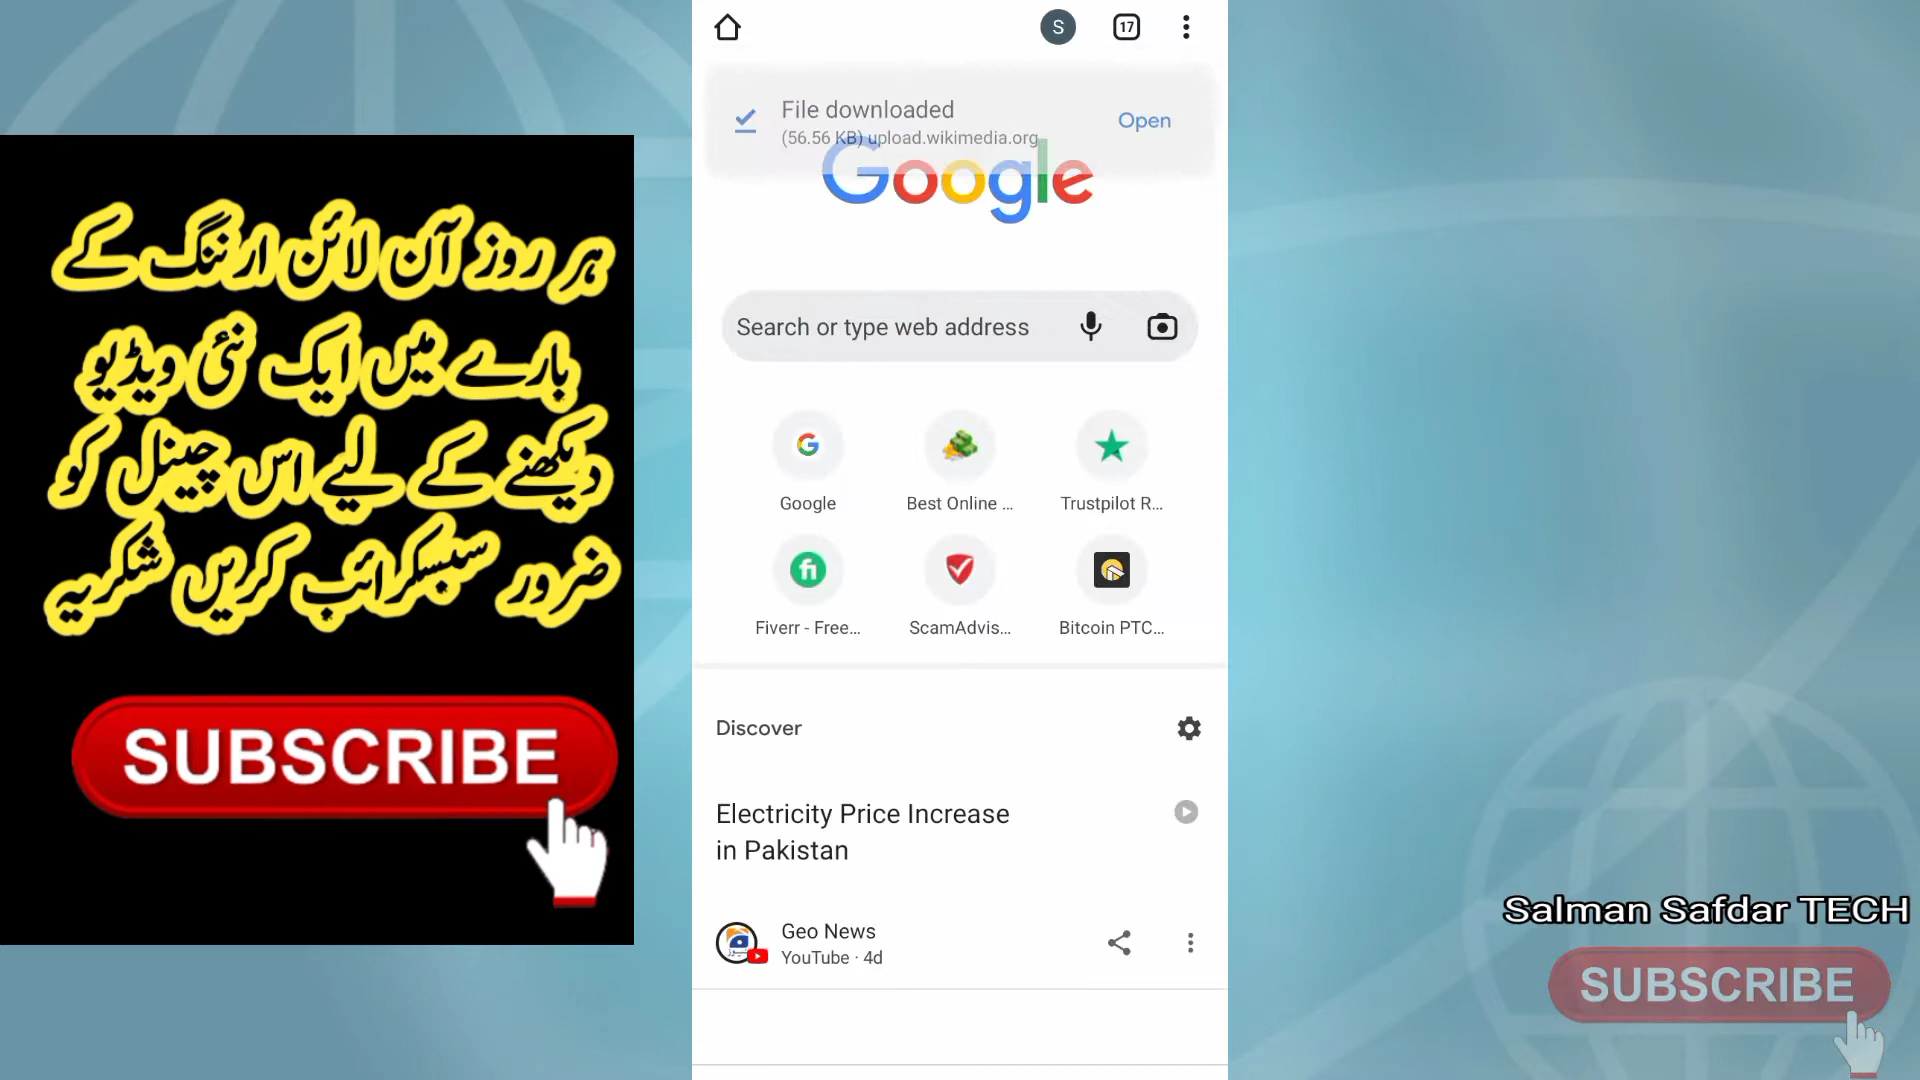 ہر روز آن لائن ارننگ کے
بارے میں ایک نئی ویڈیو
دیکھنے کے لیے اس چینل کو
ضرور سبسکرائب کریں شکریہ
SUBSCRIBE
S
17
File downloaded
(56.56 KB) upload.wikimedia.org
Open
Google
Search or type web address
Google
Best Online ...
Trustpilot R...
Fiverr - Free...
ScamAdvis...
Bitcoin PTC...
Discover
Electricity Price Increase
in Pakistan
Geo News
YouTube · 4d
Salman Safdar TECH
SUBSCRIBE